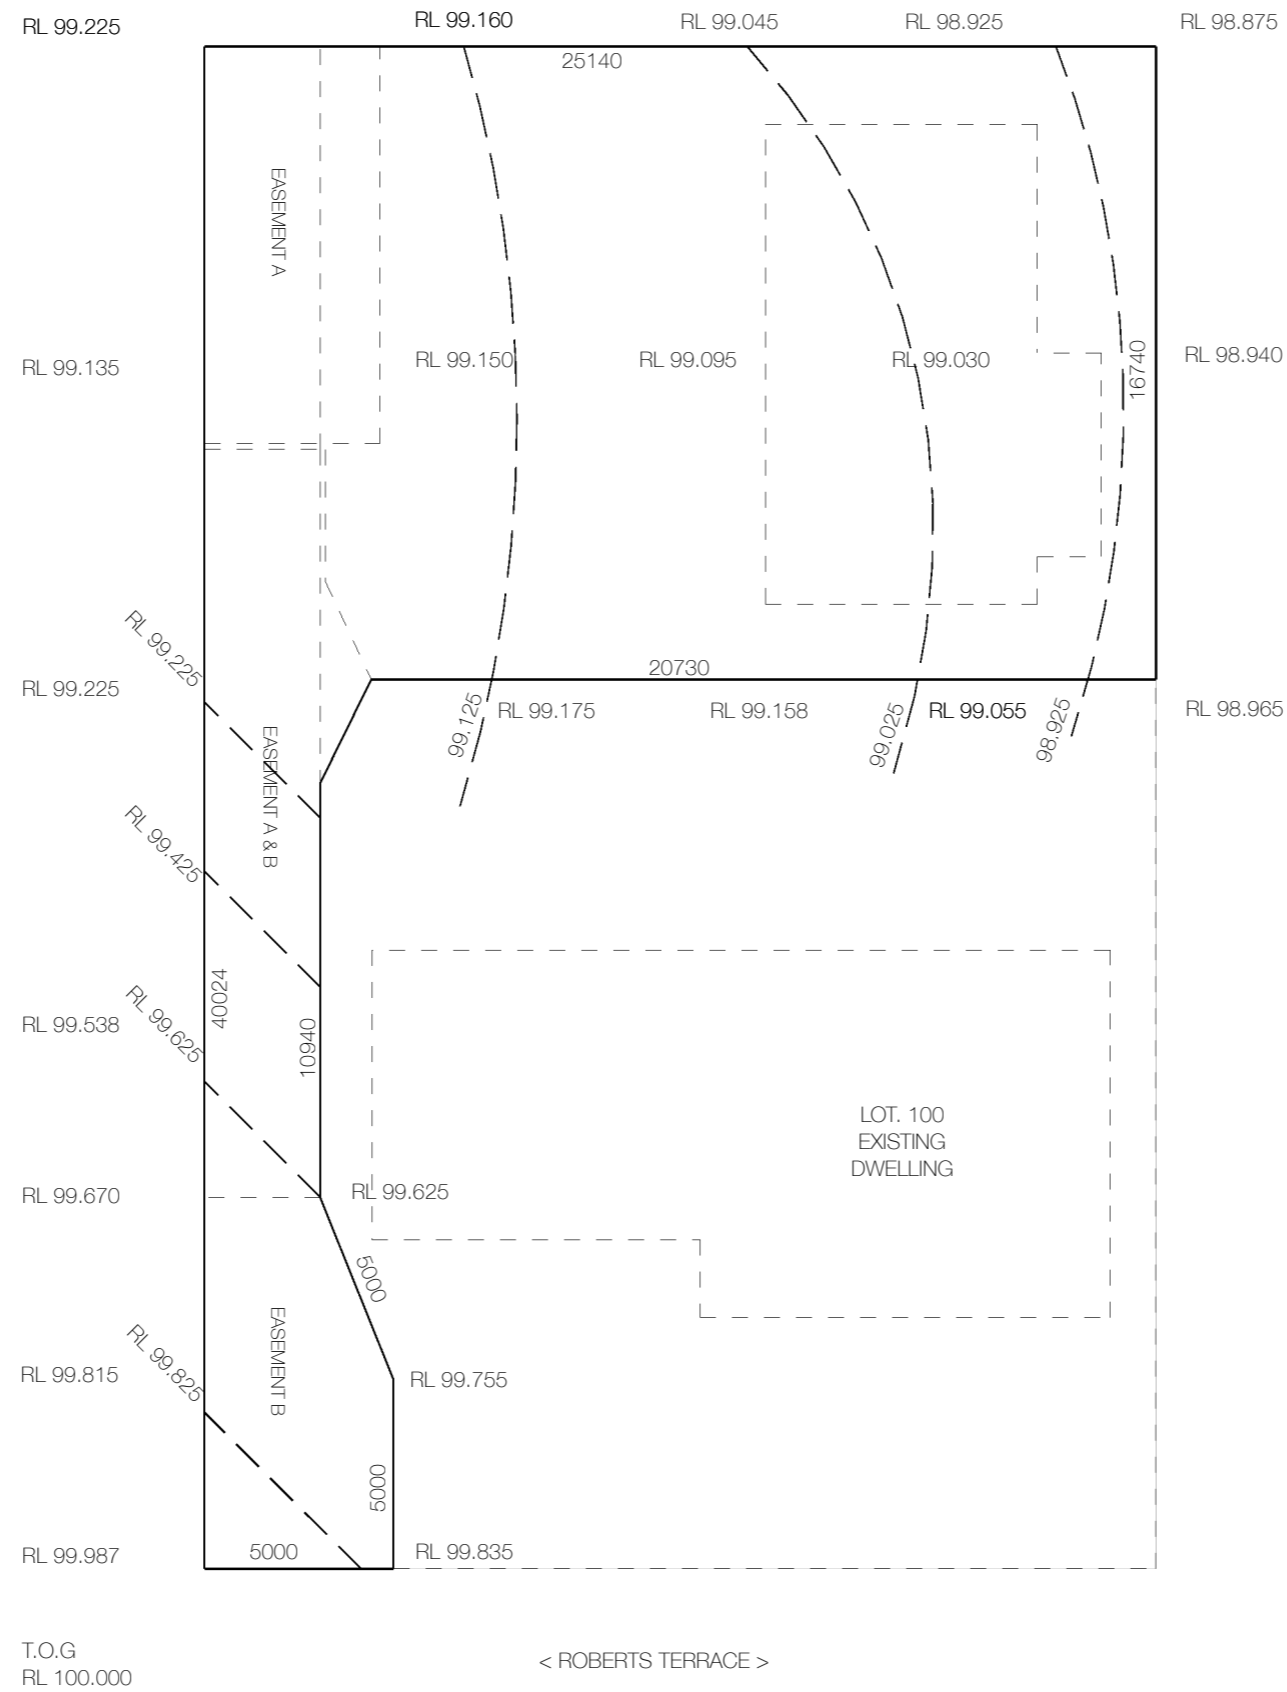 RL 99.225
RL 99.160
RL 99.045
RL 98.925
RL 98.875
25140
EASEMENT A
RL 99.135
RL 99.150
RL 99.095
RL 99.030
16740
RL 98.940
RL 99.225
RL 99.225
20730
99.125
RL 99.175
RL 99.158
99.025
RL 99.055
98.925
RL 98.965
EASEMENT A & B
RL 99.425
40024
RL 99.538
RL 99.625
10940
LOT. 100
EXISTING
DWELLING
RL 99.670
RL 99.625
5000
EASEMENT B
RL 99.815
RL 99.825
RL 99.755
5000
RL 99.987
5000
RL 99.835
T.O.G
RL 100.000
< ROBERTS TERRACE >